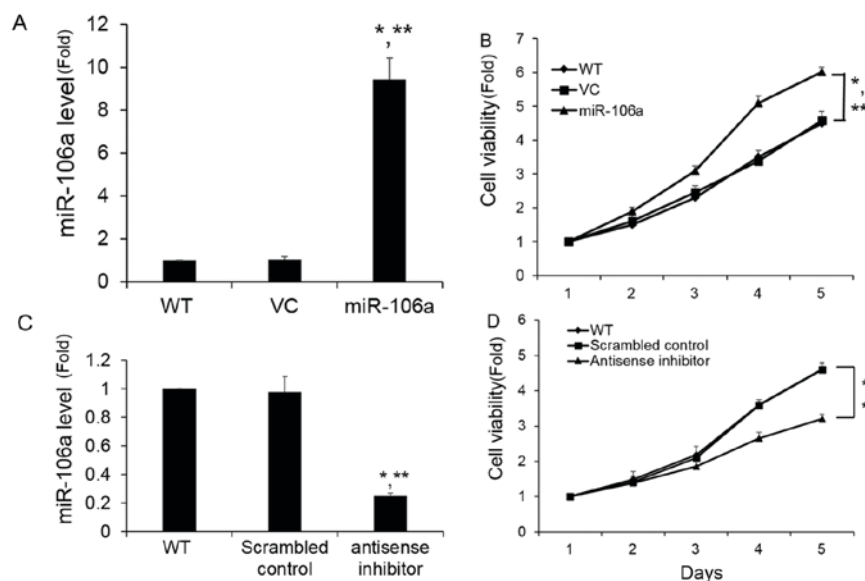 A
miR-106a level (Fold)
12
10
8
6
4
2
0
*, **
WT
VC
miR-106a
B
Cell viability(Fold)
7
6
5
4
3
2
1
0
WT
VC
miR-106a
*, **
1
2
3
4
5
C
miR-106a level (Fold)
1.2
1
0.8
0.6
0.4
0.2
0
*, **
WT
Scrambled
control
antisense
inhibitor
D
Cell viability(Fold)
6
5
4
3
2
1
0
WT
Scrambled control
Antisense inhibitor
1
2
3
4
5
Days